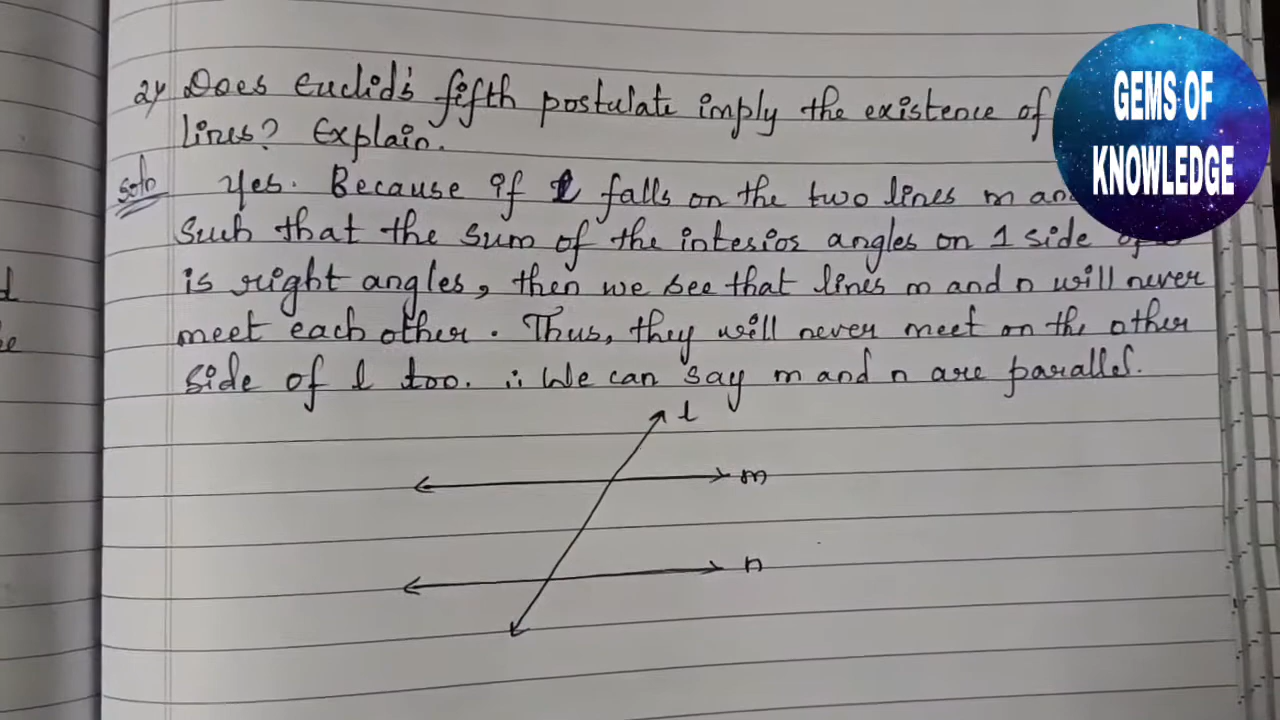 2) Does Euclid's fifth postulate imply the existence of
lines? Explain.
Soln Yes. Because if l falls on the two lines m and
such that the sum of the interior angles on 1 side of
is right angles, then we see that lines m and n will never
meet each other. Thus, they will never meet on the other
side of l too. ∴ We can say m and n are parallel.
l
m
n
GEMS OF
KNOWLEDGE